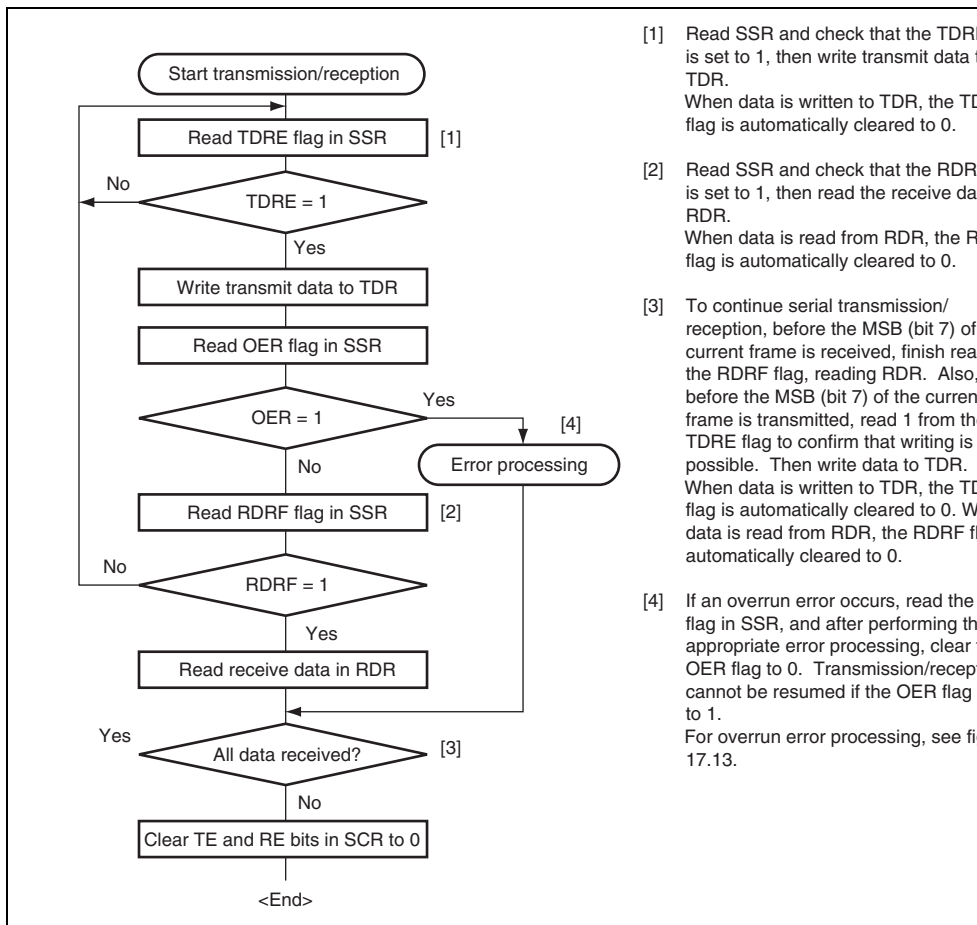 Start transmission/reception
Read TDRE flag in SSR
[1]
No
TDRE = 1
Yes
Write transmit data to TDR
Read OER flag in SSR
OER = 1
Yes
[4]
Error processing
No
Read RDRF flag in SSR
[2]
No
RDRF = 1
Yes
Read receive data in RDR
Yes
All data received?
[3]
No
Clear TE and RE bits in SCR to 0
<End>
[1] Read SSR and check that the
is set to 1, then write transmit data
TDR.
When data is written to TDR, the
flag is automatically cleared to 0.
[2] Read SSR and check that the
is set to 1, then read the receive
RDR.
When data is read from RDR, the
flag is automatically cleared to 0.
[3] To continue serial transmission/
reception, before the MSB (bit 7) of
current frame is received, finish
the RDRF flag, reading RDR. Also,
before the MSB (bit 7) of the
frame is transmitted, read 1 from
TDRE flag to confirm that writing is
possible. Then write data to TDR.
When data is written to TDR, the
flag is automatically cleared to 0.
data is read from RDR, the RDRF
automatically cleared to 0.
[4] If an overrun error occurs, read the
flag in SSR, and after performing
appropriate error processing, clear
OER flag to 0. Transmission/
cannot be resumed if the OER flag
to 1.
For overrun error processing, see
17.13.